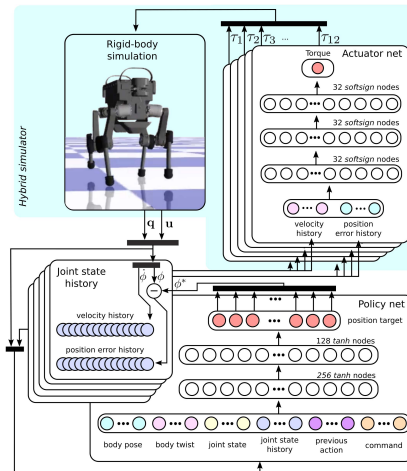 τ₁ τ₂ τ₃ ... τ₁₂
Rigid-body
simulation
Actuator net
Torque
32 softsign nodes
32 softsign nodes
32 softsign nodes
velocity
history
position
error history
Hybrid simulator
q u
Joint state
history
ϕ̇ ϕ
−
ϕ*
velocity history
position error history
Policy net
position target
128 tanh nodes
256 tanh nodes
body pose
body twist
joint state
joint state
history
previous
action
command